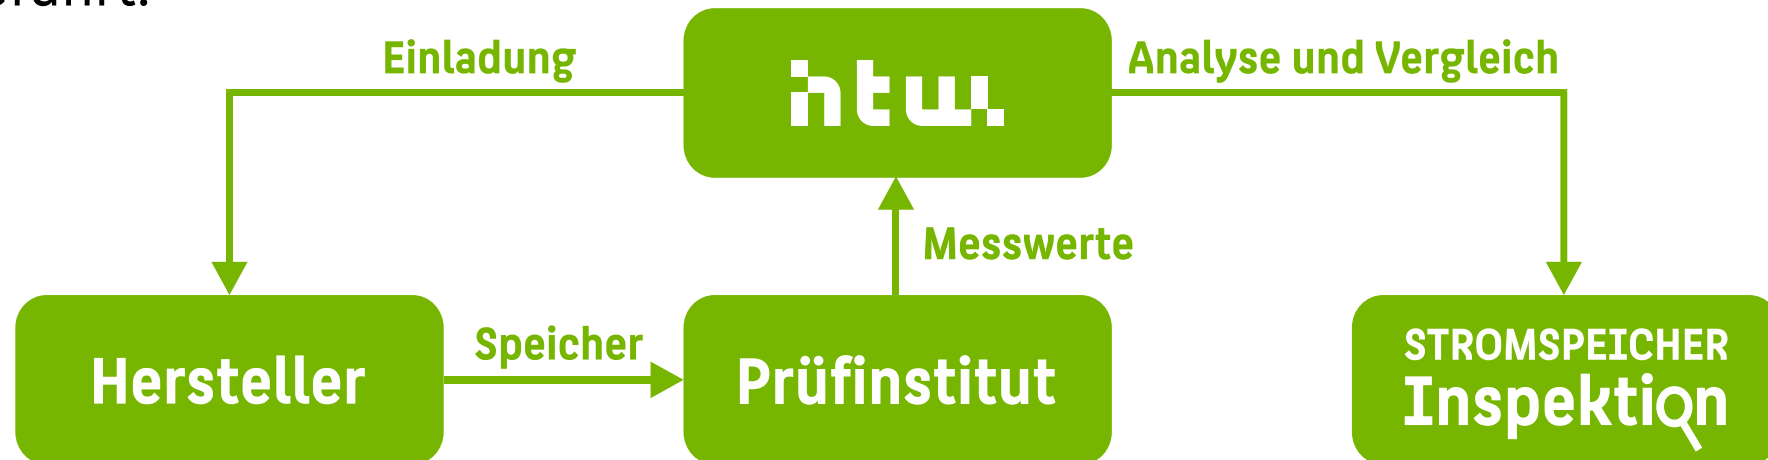 Einladung
htw.
Analyse und Vergleich
Messwerte
Hersteller
Speicher
Prüfinstitut
STROMSPEICHER
Inspektion